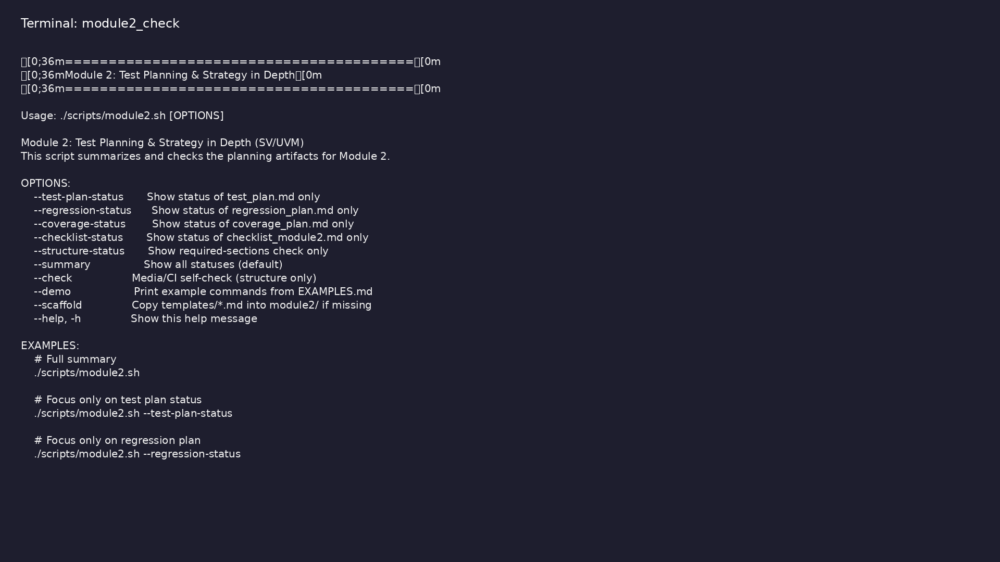 Terminal: module2_check
□[0;36m========================================□[0m
□[0;36mModule 2: Test Planning & Strategy in Depth□[0m
□[0;36m========================================□[0m
Usage: ./scripts/module2.sh [OPTIONS]
Module 2: Test Planning & Strategy in Depth (SV/UVM)
This script summarizes and checks the planning artifacts for Module 2.
OPTIONS:
--test-plan-status Show status of test_plan.md only
--regression-status Show status of regression_plan.md only
--coverage-status Show status of coverage_plan.md only
--checklist-status Show status of checklist_module2.md only
--structure-status Show required-sections check only
--summary Show all statuses (default)
--check Media/CI self-check (structure only)
--demo Print example commands from EXAMPLES.md
--scaffold Copy templates/*.md into module2/ if missing
--help, -h Show this help message
EXAMPLES:
# Full summary
./scripts/module2.sh
# Focus only on test plan status
./scripts/module2.sh --test-plan-status
# Focus only on regression plan
./scripts/module2.sh --regression-status